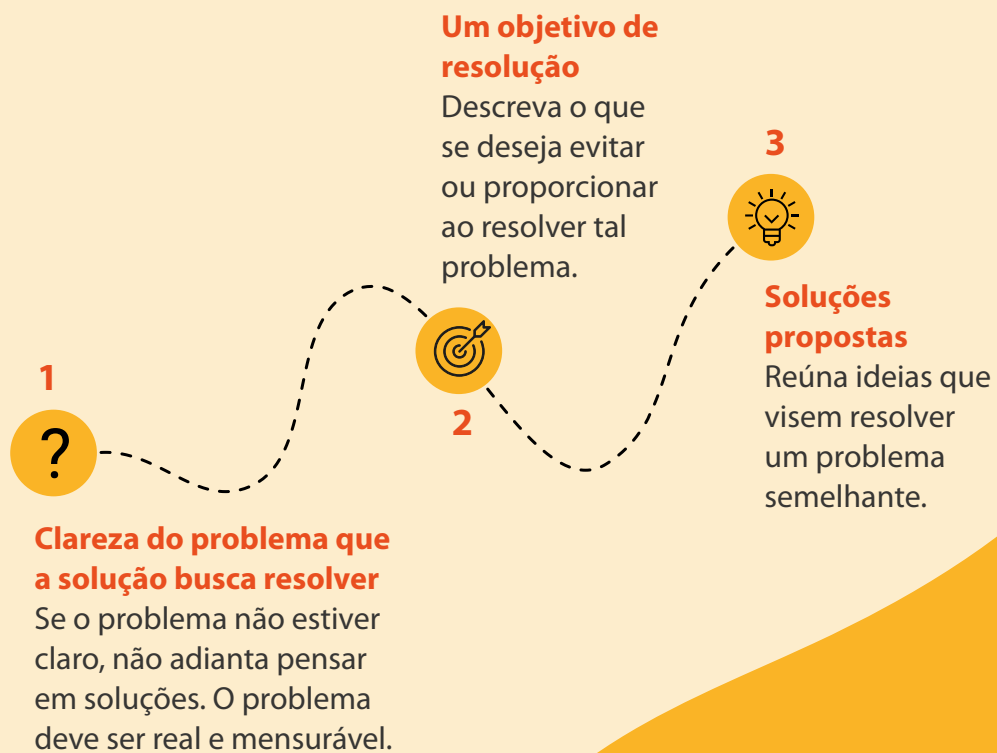 1
?
Clareza do problema que
a solução busca resolver
Se o problema não estiver
claro, não adianta pensar
em soluções. O problema
deve ser real e mensurável.
Um objetivo de
resolução
Descreva o que
se deseja evitar
ou proporcionar
ao resolver tal
problema.
2
3
Soluções
propostas
Reúna ideias que
visem resolver
um problema
semelhante.